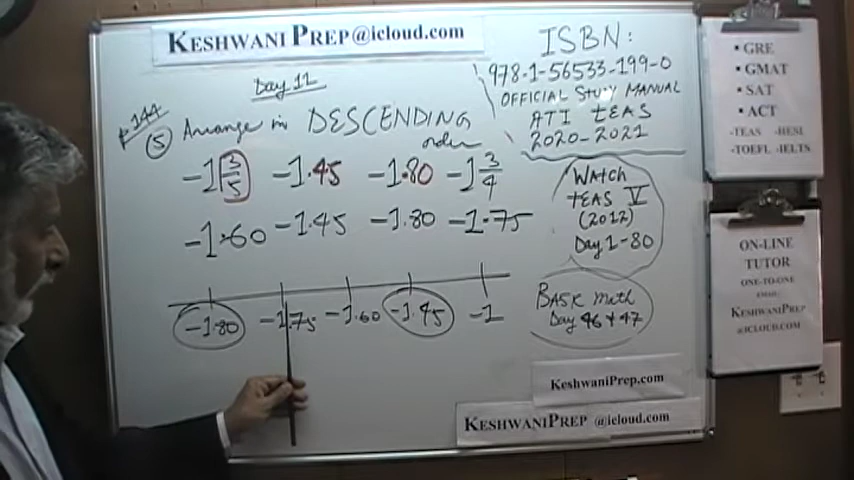 KESHWANIPREP@icloud.com
Day 11
P 144
5 Arrange in DESCENDING
order
-1 3/5 -1.45 -1.80 -1 3/4
-1.60 -1.45 -1.80 -1.75
-1.80 -1.75 -1.60 -1.45 -1
ISBN:
978-1-56533-199-0
OFFICIAL STUDY MANUAL
ATI TEAS
2020-2021
WATCH
TEAS V
(2012)
Day 1-80
BASK Math
Day 46 + 47
KeshwaniPrep.com
KESHWANIPREP @icloud.com
• GRE
• GMAT
• SAT
• ACT
-TEAS -HESI
-TOEFL -IELTS
ON-LINE
TUTOR
ONE-TO-ONE
EMAIL:
KESHWANIPREP
@iCLOUD.com